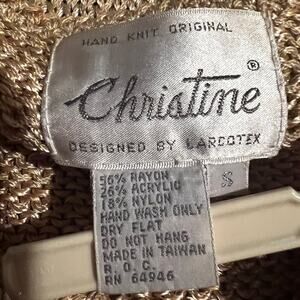 HAND KNIT ORIGINAL
Christine ®
DESIGNED BY LARCOTEX
S
56% RAYON
26% ACRYLIC
18% NYLON
HAND WASH ONLY
DRY FLAT
DO NOT HANG
MADE IN TAIWAN
R. O. C.
RN 64946